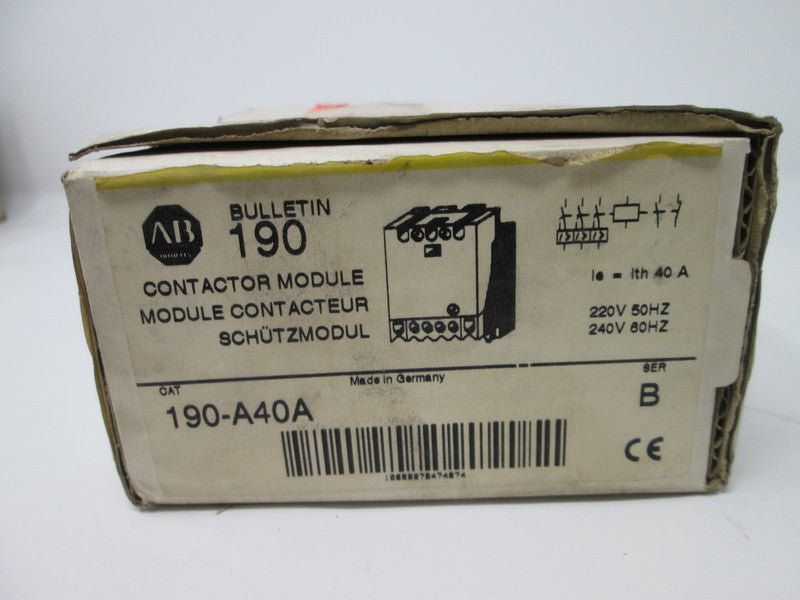 AB
BULLETIN
190
CONTACTOR MODULE
MODULE CONTACTEUR
SCHÜTZMODUL
Ie = Ith 40 A
220V 50HZ
240V 60HZ
Made in Germany
CAT
190-A40A
SER
B
CE